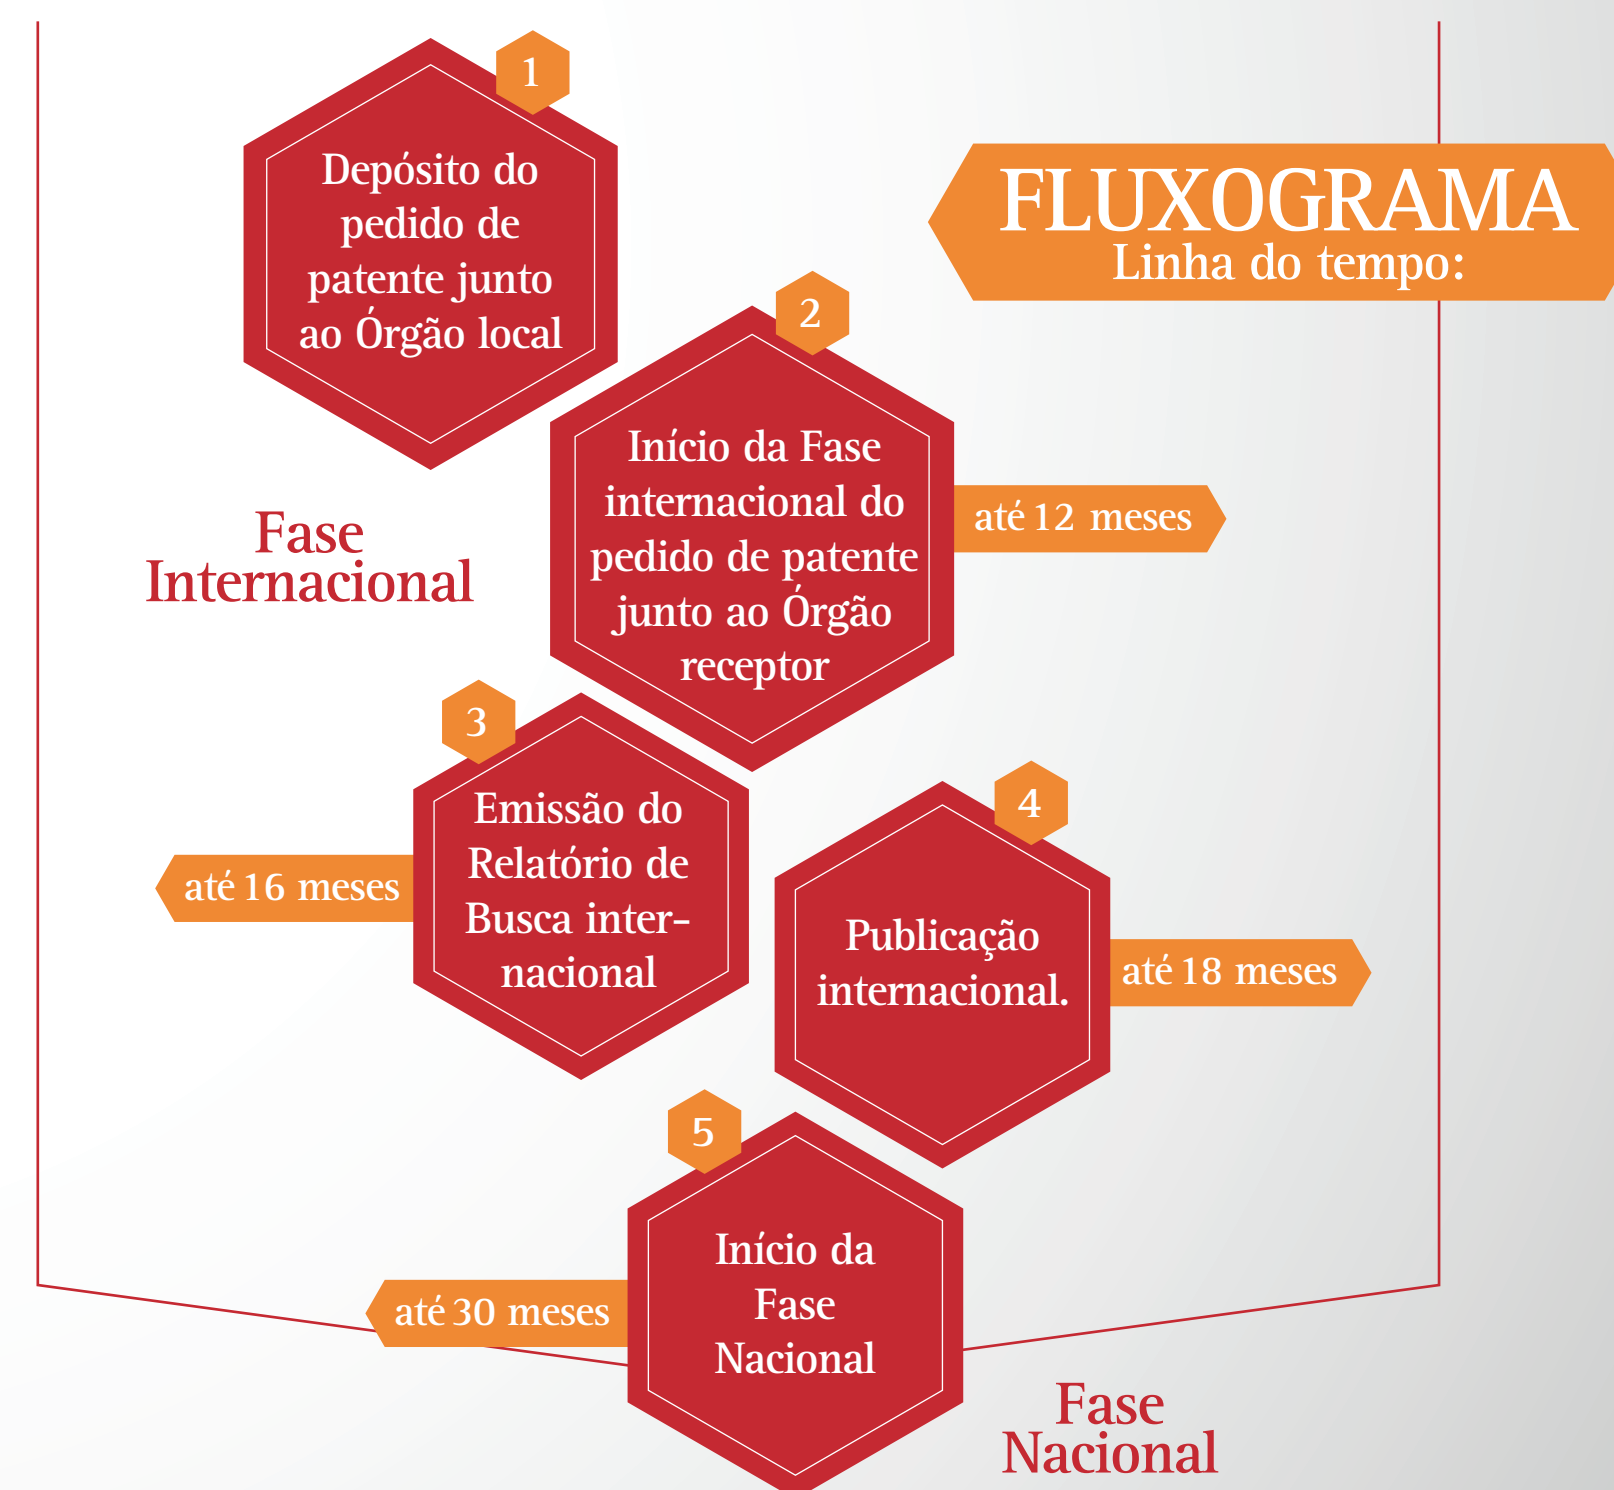 FLUXOGRAMA
Linha do tempo:
1
Depósito do
pedido de
patente junto
ao Órgão local
Fase
Internacional
2
Início da Fase
internacional do
pedido de patente
junto ao Órgão
receptor
até 12 meses
3
Emissão do
Relatório de
Busca inter-
nacional
até 16 meses
4
Publicação
internacional.
até 18 meses
5
Início da
Fase
Nacional
até 30 meses
Fase
Nacional